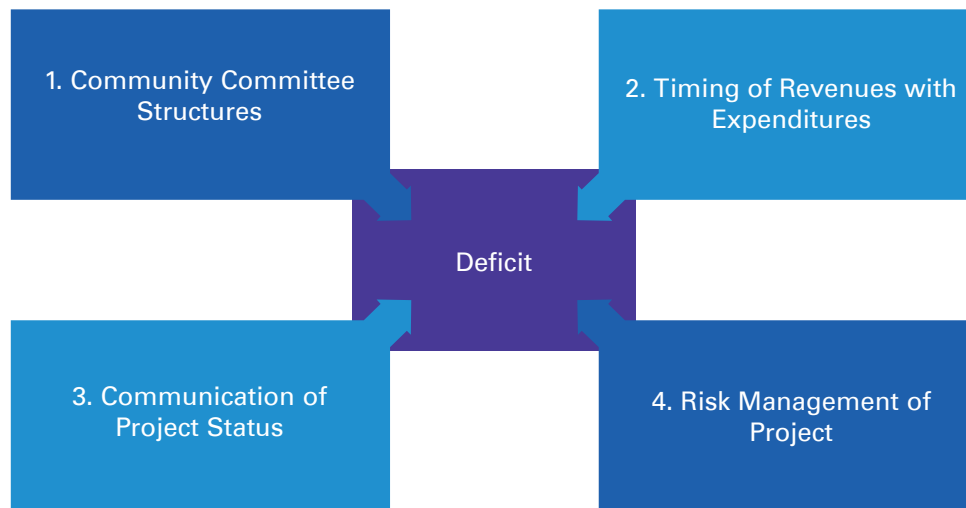 1. Community Committee
Structures
2. Timing of Revenues with
Expenditures
Deficit
3. Communication of
Project Status
4. Risk Management of
Project